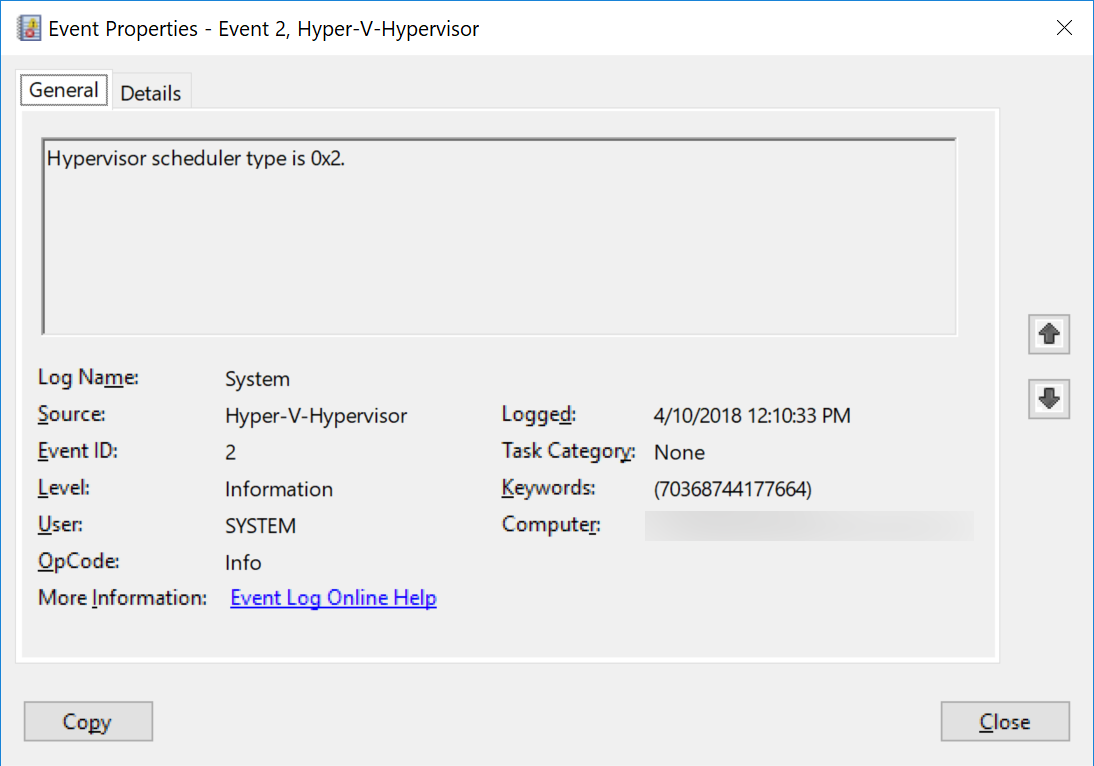 Event Properties - Event 2, Hyper-V-Hypervisor
General Details
Hypervisor scheduler type is 0x2.
Log Name: System
Source: Hyper-V-Hypervisor Logged: 4/10/2018 12:10:33 PM
Event ID: 2 Task Category: None
Level: Information Keywords: (70368744177664)
User: SYSTEM Computer:
OpCode: Info
More Information: Event Log Online Help
Copy Close